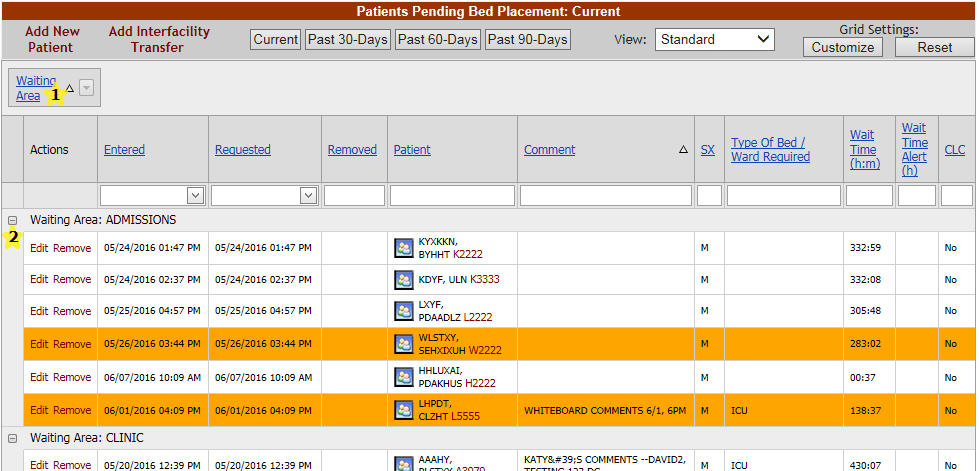 Patients Pending Bed Placement: Current
Add New Patient
Add Interfacility Transfer
Current Past 30-Days Past 60-Days Past 90-Days
View: Standard
Grid Settings:
Customize Reset
Waiting Area
1
Actions Entered Requested Removed Patient Comment SX Type Of Bed / Ward Required Wait Time (h:m) Wait Time Alert (h) CLC
Waiting Area: ADMISSIONS
2
Edit Remove 05/24/2016 01:47 PM 05/24/2016 01:47 PM KYXKKN, BYHHT K2222 M 332:59 No
Edit Remove 05/24/2016 02:37 PM 05/24/2016 02:37 PM KDYF, ULN K3333 M 332:08 No
Edit Remove 05/25/2016 04:57 PM 05/25/2016 04:57 PM LXYF, PDAADLZ L2222 M 305:48 No
Edit Remove 05/26/2016 03:44 PM 05/26/2016 03:44 PM WLSTXY, SEHXIXUH W2222 M 283:02 No
Edit Remove 06/07/2016 10:09 AM 06/07/2016 10:09 AM HHLUXAI, PDAKHUS H2222 M 00:37 No
Edit Remove 06/01/2016 04:09 PM 06/01/2016 04:09 PM LHPDT, CLZHT L5555 WHITEBOARD COMMENTS 6/1, 6PM M ICU 138:37 No
Waiting Area: CLINIC
Edit Remove 05/20/2016 12:39 PM 05/20/2016 12:39 PM AAAHY, KATY&#39;S COMMENTS --DAVID2, M ICU 430:07 No